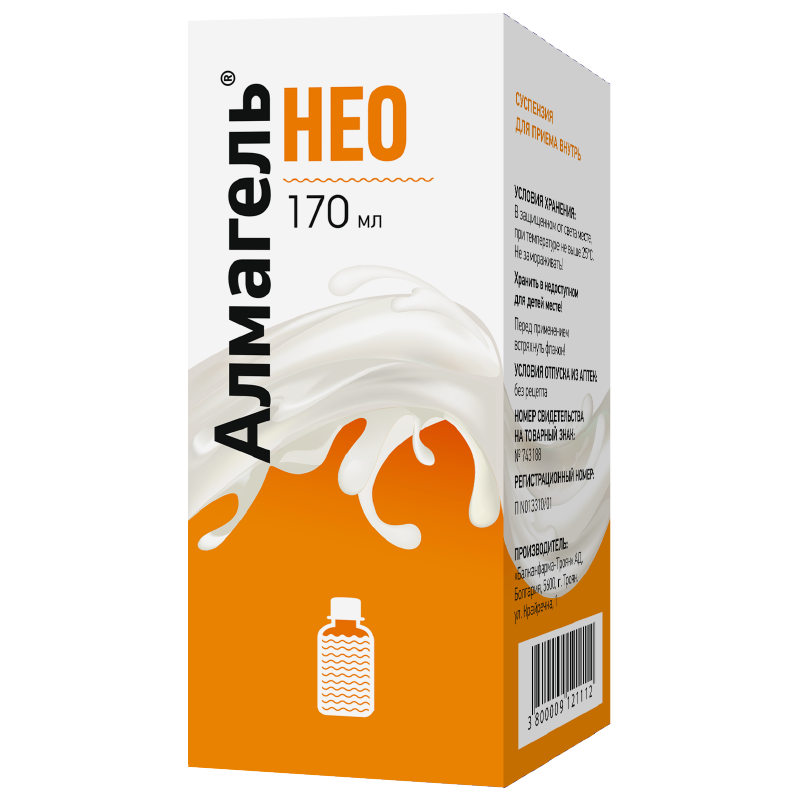 Алмагель®
НЕО
170 мл
СУСПЕНЗИЯ
ДЛЯ ПРИЕМА ВНУТРЬ
УСЛОВИЯ ХРАНЕНИЯ:
В защищенном от света месте,
при температуре не выше 25°С.
Не замораживать!
Хранить в недоступном
для детей месте!
Перед применением
встряхнуть флакон!
УСЛОВИЯ ОТПУСКА ИЗ АПТЕК:
без рецепта
НОМЕР СВИДЕТЕЛЬСТВА
НА ТОВАРНЫЙ ЗНАК:
№ 743188
РЕГИСТРАЦИОННЫЙ НОМЕР:
П N013310/01
ПРОИЗВОДИТЕЛЬ:
«Балканфарма-Троян» АД,
Болгария, 5600, г. Троян,
ул. Крайречна, 1
3 800009 121112